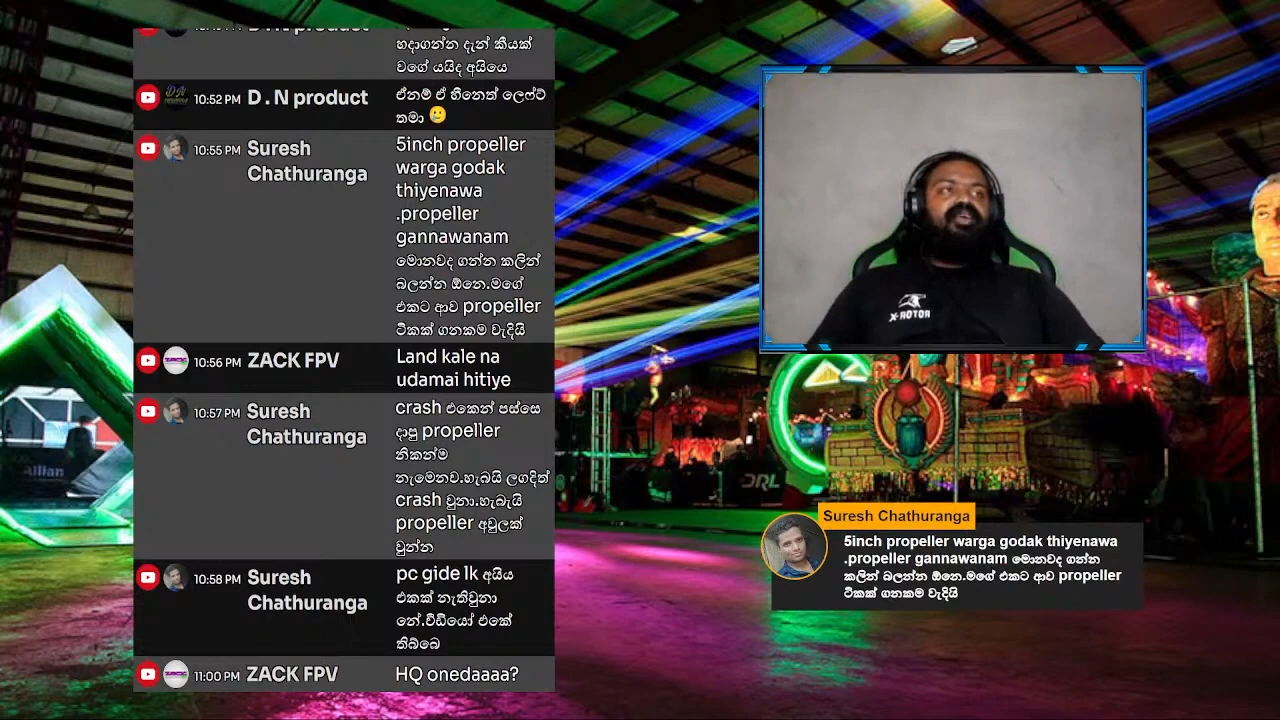 හදාගන්න දැන් කීයක්
වගේ යයිද අයියෙ
10:52 PM D . N product ඒනම් ඒ හීනෙත් ලෙෆ්ට්
තමා 🥲
10:55 PM Suresh
Chathuranga
5inch propeller
warga godak
thiyenawa
.propeller
gannawanam
මොනවද ගන්න කලින්
බලන්න ඕනෙ.මගේ
එකට ආව propeller
ටිකක් ගනකම වැදියි
10:56 PM ZACK FPV Land kale na
udamai hitiye
10:57 PM Suresh
Chathuranga
crash එකෙන් පස්සෙ
දාපු propeller
නිකන්ම
නැමෙනව.හැබයි ලගදිත්
crash වුනා.හැබැයි
propeller අවුලක්
වුන්න
10:58 PM Suresh
Chathuranga
pc gide lk අයිය
එකක් නැතිවුනා
නේ.වීඩියෝ එකේ
තිබ්බෙ
11:00 PM ZACK FPV HQ onedaaaa?
X-ROTOR
Allian
DRL
Suresh Chathuranga
5inch propeller warga godak thiyenawa
.propeller gannawanam මොනවද ගන්න
කලින් බලන්න ඕනෙ.මගේ එකට ආව propeller
ටිකක් ගනකම වැදියි